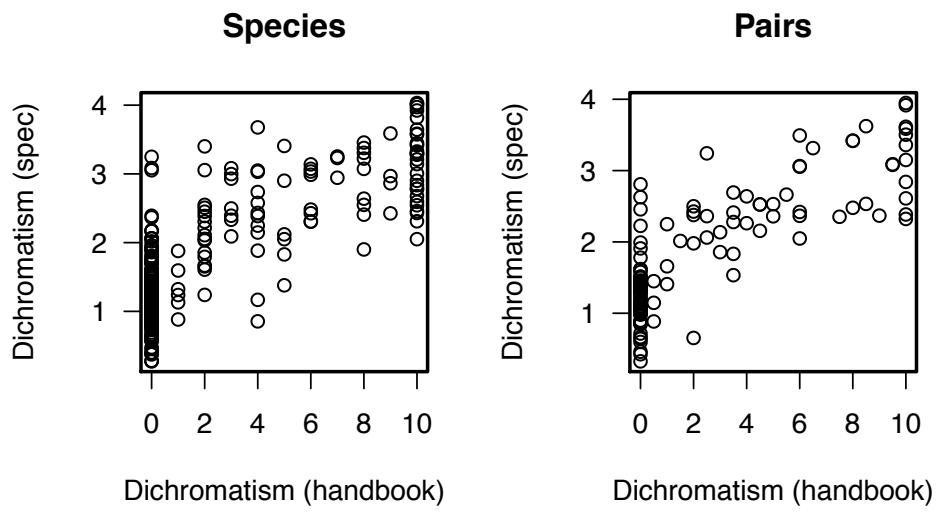 Species
Dichromatism (spec)
4
3
2
1
0 2 4 6 8 10
Dichromatism (handbook)
Pairs
Dichromatism (spec)
4
3
2
1
0 2 4 6 8 10
Dichromatism (handbook)